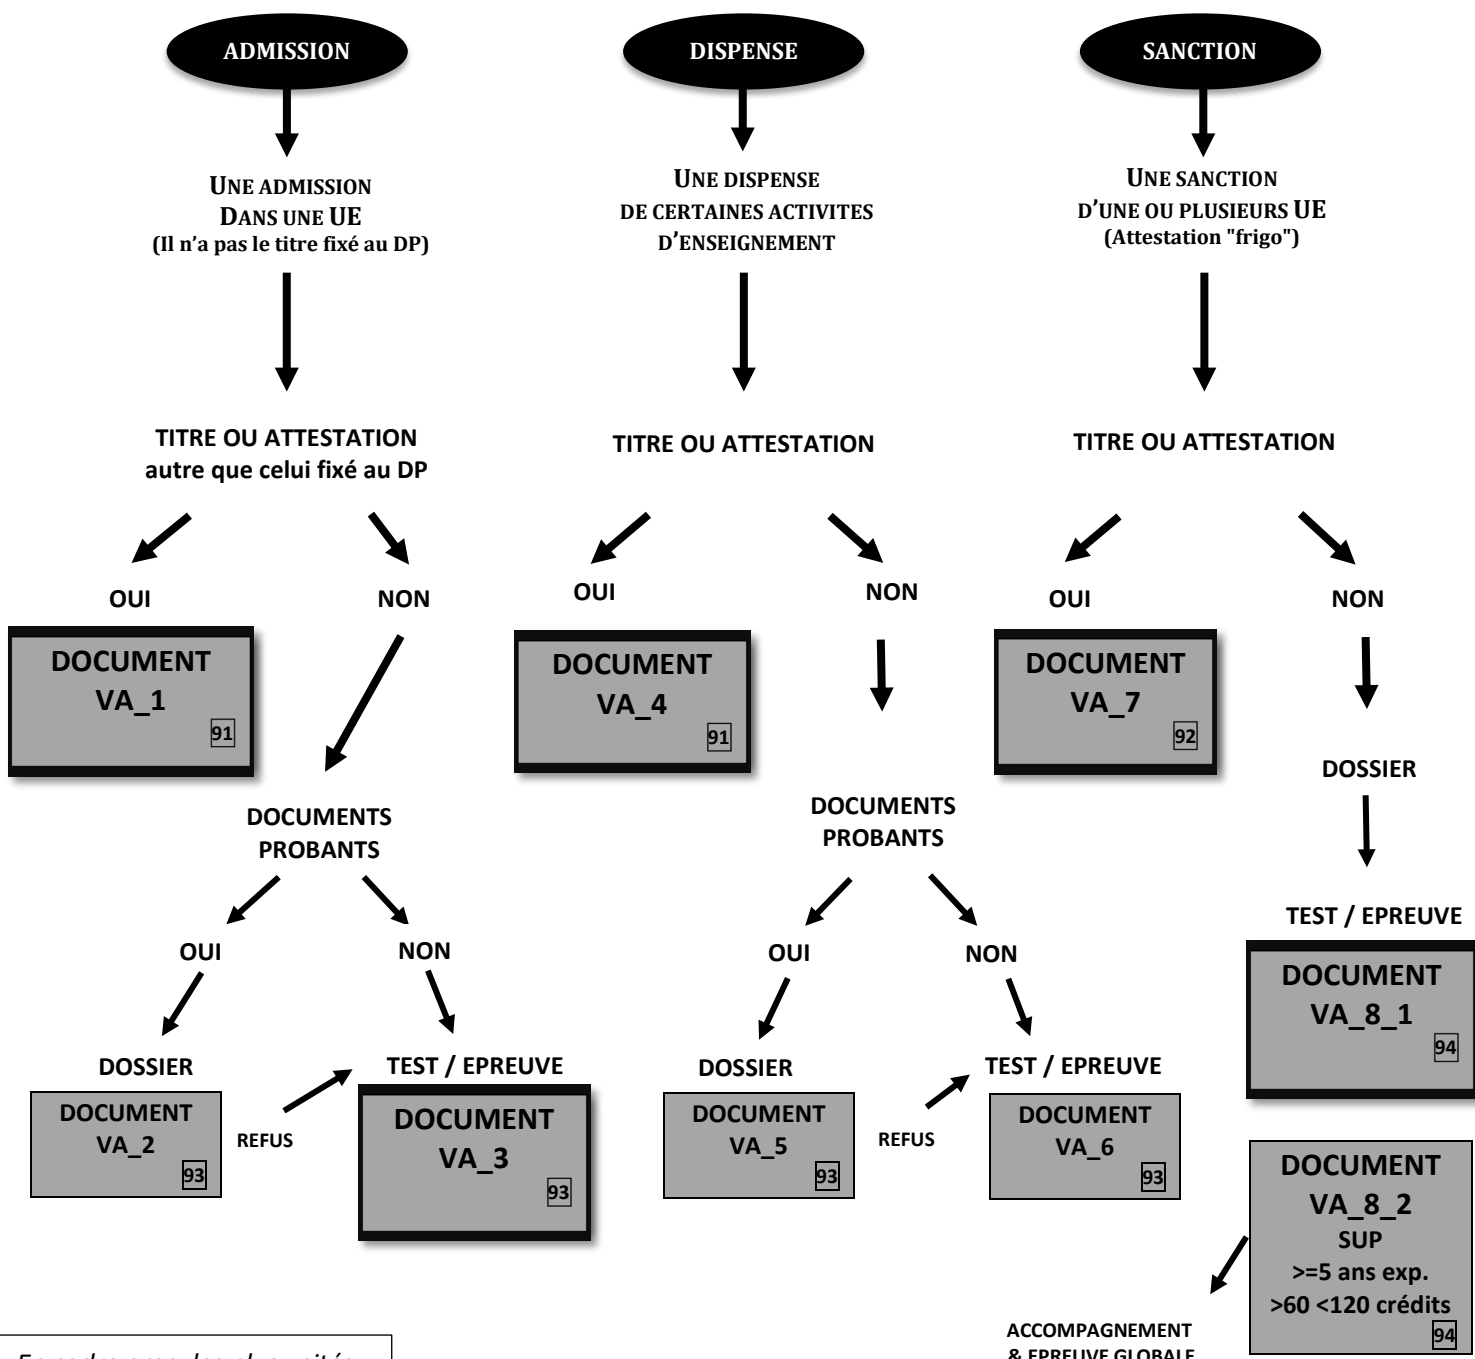 ADMISSION
UNE ADMISSION
DANS UNE UE
(Il n'a pas le titre fixé au DP)
TITRE OU ATTESTATION
autre que celui fixé au DP
OUI
NON
DOCUMENT
VA_1
91
DOCUMENTS
PROBANTS
OUI
NON
DOSSIER
DOCUMENT
VA_2
93
REFUS
TEST / EPREUVE
DOCUMENT
VA_3
93
DISPENSE
UNE DISPENSE
DE CERTAINES ACTIVITES
D'ENSEIGNEMENT
TITRE OU ATTESTATION
OUI
NON
DOCUMENT
VA_4
91
DOCUMENTS
PROBANTS
OUI
NON
DOSSIER
DOCUMENT
VA_5
93
REFUS
TEST / EPREUVE
DOCUMENT
VA_6
93
SANCTION
UNE SANCTION
D'UNE OU PLUSIEURS UE
(Attestation "frigo")
TITRE OU ATTESTATION
OUI
NON
DOCUMENT
VA_7
92
DOSSIER
TEST / EPREUVE
DOCUMENT
VA_8_1
94
DOCUMENT
VA_8_2
SUP
>=5 ans exp.
>60 <120 crédits
94
ACCOMPAGNEMENT
& EPREUVE GLOBALE